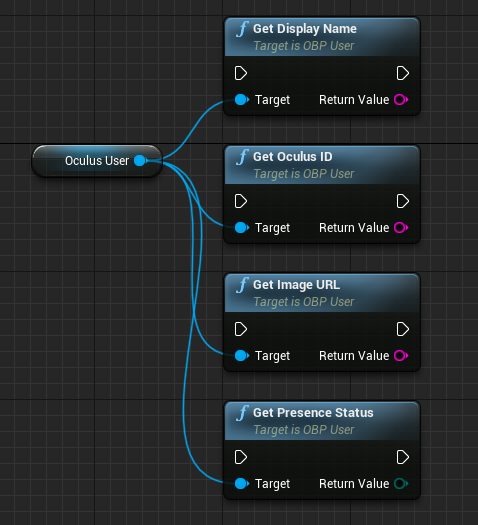 Get Display Name
Target is OBP User
Target Return Value
Oculus User
Get Oculus ID
Target is OBP User
Target Return Value
Get Image URL
Target is OBP User
Target Return Value
Get Presence Status
Target is OBP User
Target Return Value